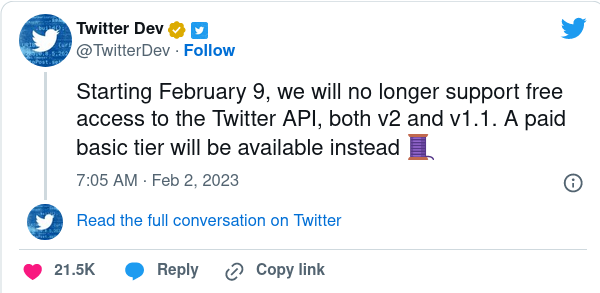 Twitter Dev
@TwitterDev · Follow
Starting February 9, we will no longer support free
access to the Twitter API, both v2 and v1.1. A paid
basic tier will be available instead 🧵
7:05 AM · Feb 2, 2023
Read the full conversation on Twitter
21.5K Reply Copy link